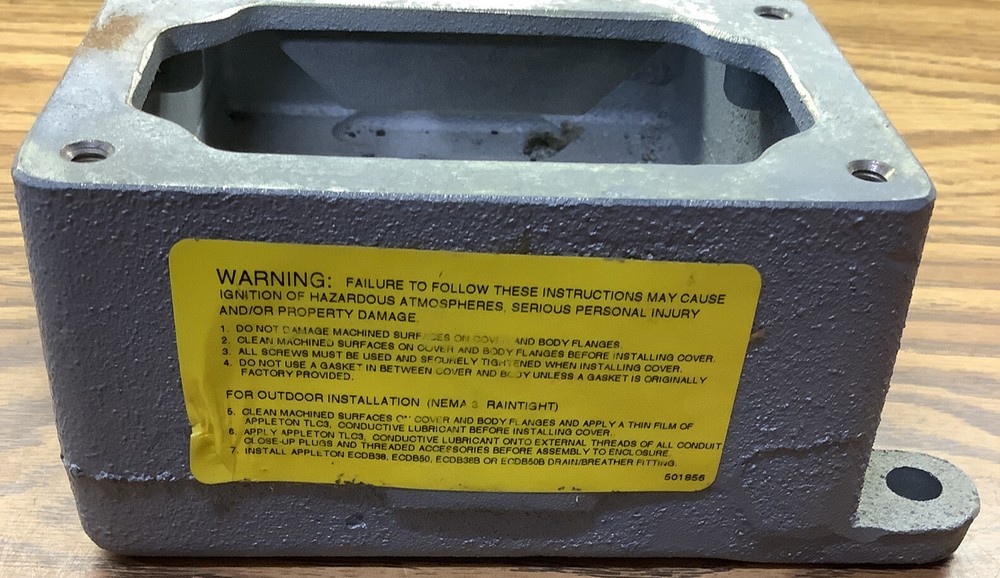 WARNING: FAILURE TO FOLLOW THESE INSTRUCTIONS MAY CAUSE
IGNITION OF HAZARDOUS ATMOSPHERES, SERIOUS PERSONAL INJURY
AND/OR PROPERTY DAMAGE.
1. DO NOT DAMAGE MACHINED SURFACES ON COVER AND BODY FLANGES.
2. CLEAN MACHINED SURFACES ON COVER AND BODY FLANGES BEFORE INSTALLING COVER.
3. ALL SCREWS MUST BE USED AND SECURELY TIGHTENED WHEN INSTALLING COVER.
4. DO NOT USE A GASKET IN BETWEEN COVER AND BODY UNLESS A GASKET IS ORIGINALLY
FACTORY PROVIDED.
FOR OUTDOOR INSTALLATION (NEMA 3 RAINTIGHT)
5. CLEAN MACHINED SURFACES ON COVER AND BODY FLANGES AND APPLY A THIN FILM OF
APPLETON TLC3, CONDUCTIVE LUBRICANT BEFORE INSTALLING COVER.
6. APPLY APPLETON TLC3, CONDUCTIVE LUBRICANT ONTO EXTERNAL THREADS OF ALL CONDUIT
CLOSE-UP PLUGS AND THREADED ACCESSORIES BEFORE ASSEMBLY TO ENCLOSURE.
7. INSTALL APPLETON ECDB38, ECDB50, ECDB38B OR ECDB50B DRAIN/BREATHER FITTING.
501856